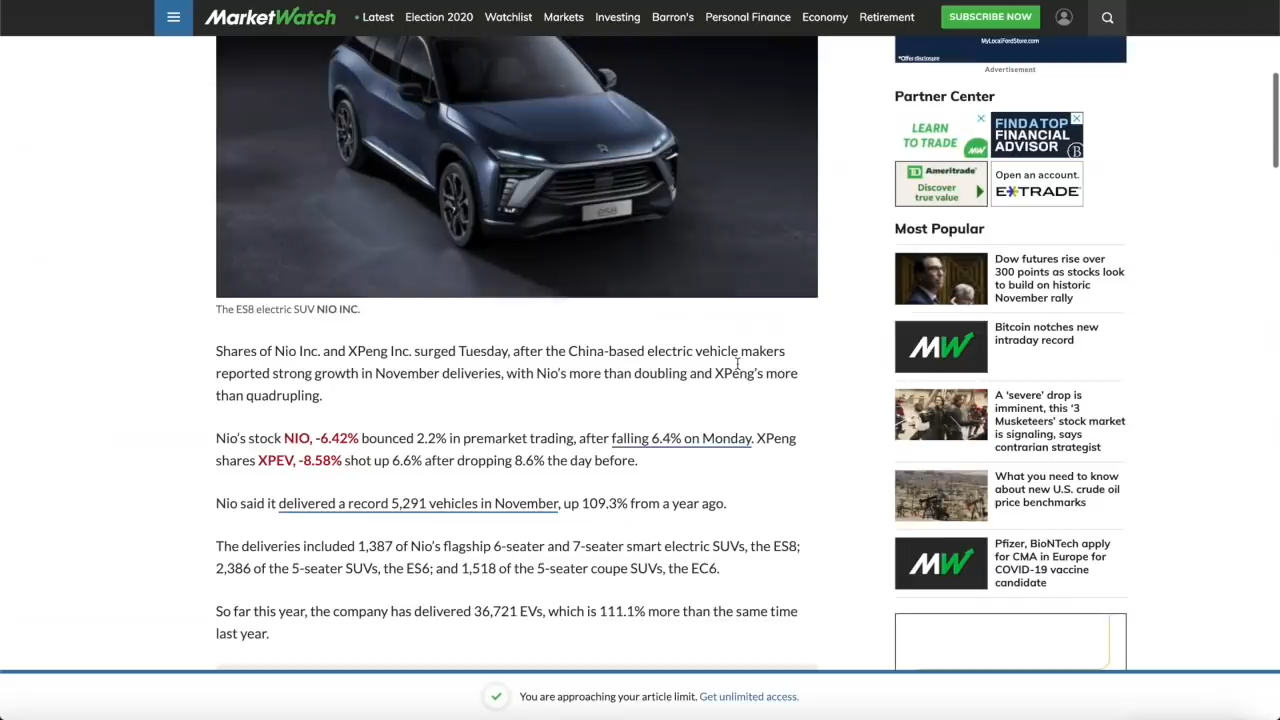 MarketWatch
• Latest Election 2020 Watchlist Markets Investing Barron's Personal Finance Economy Retirement
SUBSCRIBE NOW
ES8
The ES8 electric SUV NIO INC.
Shares of Nio Inc. and XPeng Inc. surged Tuesday, after the China-based electric vehicle makers
reported strong growth in November deliveries, with Nio's more than doubling and XPeng's more
than quadrupling.
Nio's stock NIO, -6.42% bounced 2.2% in premarket trading, after falling 6.4% on Monday. XPeng
shares XPEV, -8.58% shot up 6.6% after dropping 8.6% the day before.
Nio said it delivered a record 5,291 vehicles in November, up 109.3% from a year ago.
The deliveries included 1,387 of Nio's flagship 6-seater and 7-seater smart electric SUVs, the ES8;
2,386 of the 5-seater SUVs, the ES6; and 1,518 of the 5-seater coupe SUVs, the EC6.
So far this year, the company has delivered 36,721 EVs, which is 111.1% more than the same time
last year.
MyLocalFordStore.com
*Offer disclosure
Advertisement
Partner Center
LEARN
TO TRADE
MW
FIND A TOP
FINANCIAL
ADVISOR
B
TD Ameritrade
Discover
true value
Open an account.
E*TRADE
Most Popular
Dow futures rise over
300 points as stocks look
to build on historic
November rally
MW
Bitcoin notches new
intraday record
A 'severe' drop is
imminent, this '3
Musketeers' stock market
is signaling, says
contrarian strategist
What you need to know
about new U.S. crude oil
price benchmarks
MW
Pfizer, BioNTech apply
for CMA in Europe for
COVID-19 vaccine
candidate
You are approaching your article limit. Get unlimited access.